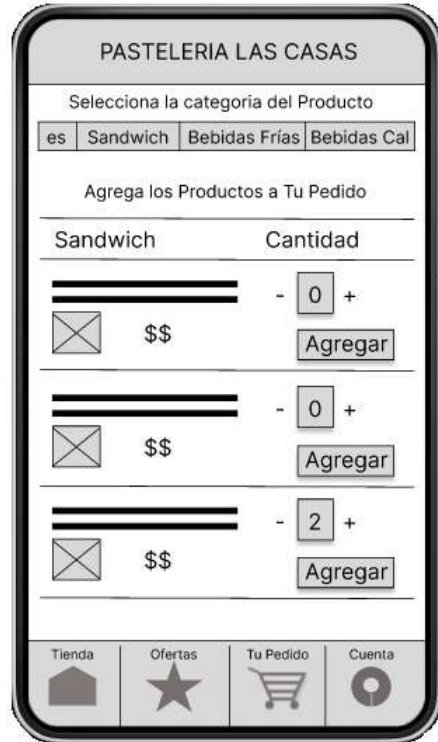 PASTELERIA LAS CASAS
Selecciona la categoria del Producto
es Sandwich Bebidas Frías Bebidas Cal
Agrega los Productos a Tu Pedido
Sandwich Cantidad
- 0 +
$$
Agregar
- 0 +
$$
Agregar
- 2 +
$$
Agregar
Tienda Ofertas Tu Pedido Cuenta